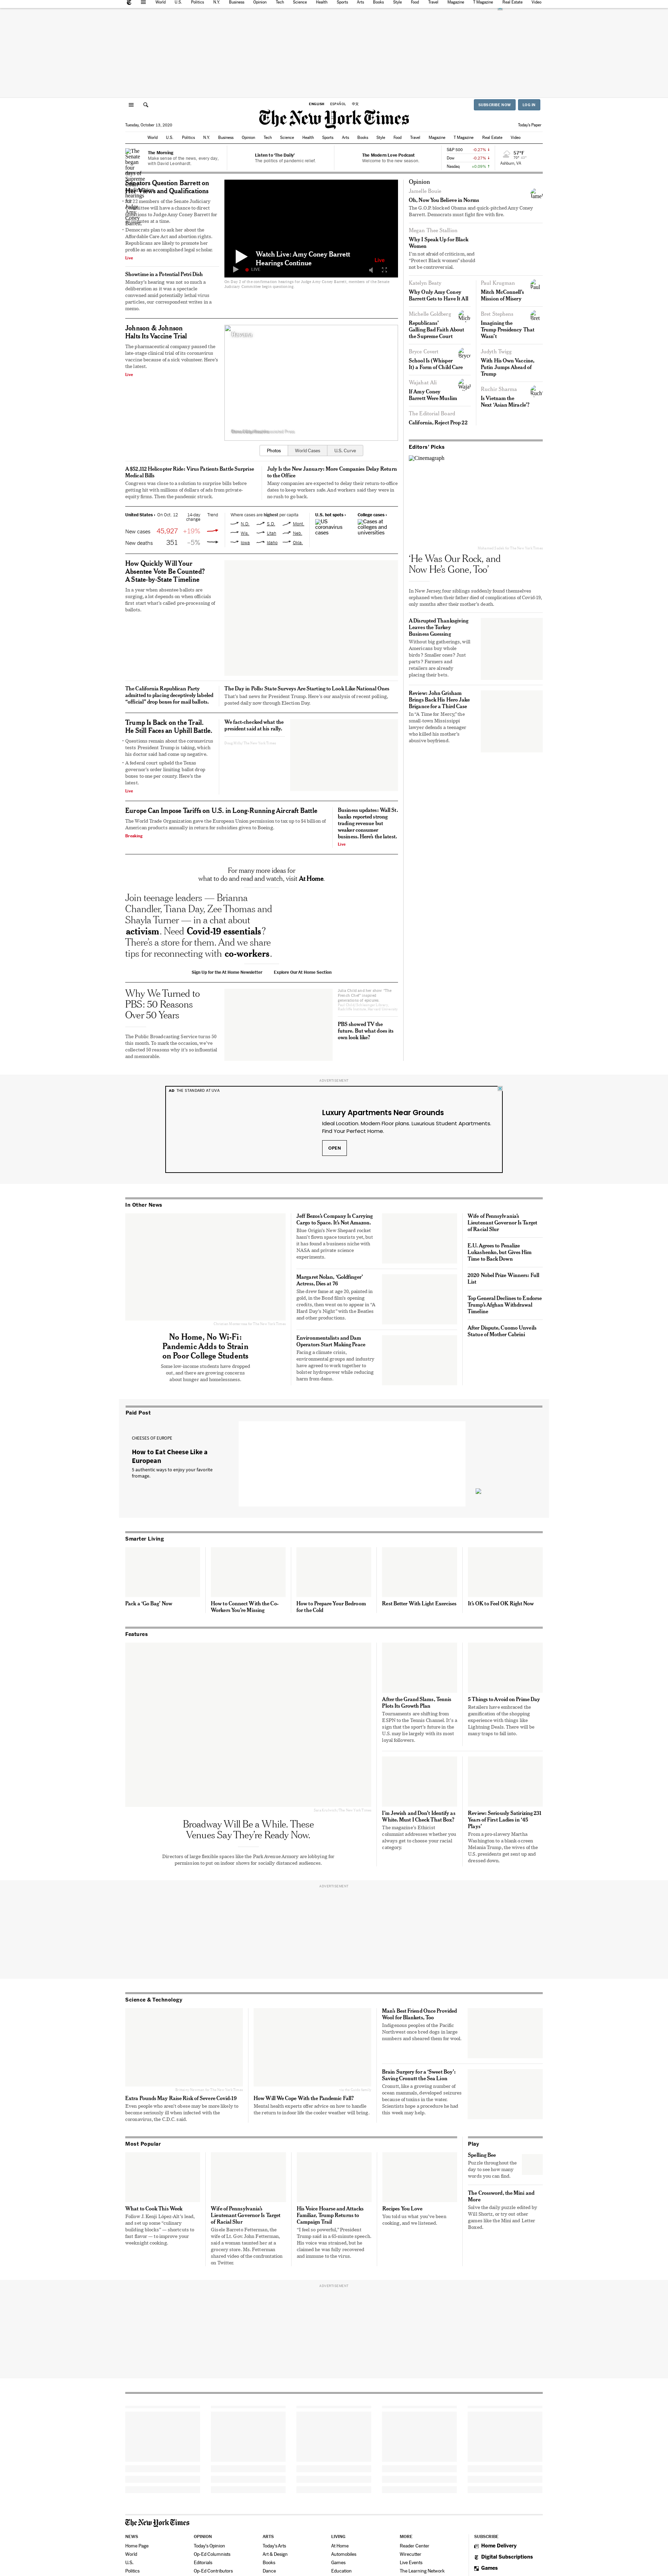 World U.S. Politics N.Y. Business Opinion Tech Science Health Sports Arts Books Style Food Travel Magazine T Magazine Real Estate Video
ENGLISH ESPAÑOL 中文
SUBSCRIBE NOW LOG IN
The New York Times
Tuesday, October 13, 2020
Today's Paper
World U.S. Politics N.Y. Business Opinion Tech Science Health Sports Arts Books Style Food Travel Magazine T Magazine Real Estate Video
The Morning
Make sense of the news, every day, with David Leonhardt.
Listen to 'The Daily'
The politics of pandemic relief.
The Modern Love Podcast
Welcome to the new season.
S&P 500 -0.27%
Dow -0.27%
Nasdaq +0.09%
57°F
Ashburn, VA
Senators Question Barrett on Her Views and Qualifications
Showtime in a Potential Petri Dish
Monday's hearing was not so much a deliberation as it was a spectacle convened inside a small, windowed, potentially lethal virus petri dish
Watch Live: Amy Coney Barrett Hearings Continue
Live
LIVE
Johnson & Johnson
Halts Its Vaccine Trial
The pharmaceutical company paused the late-stage clinical trial of its coronavirus vaccine because of a sick volunteer. Here's the latest.
Live
Photos World Cases U.S. Curve
A $52,112 Helicopter Ride: Virus Patients Battle Surprise Medical Bills
Congress was close to a solution to surprise bills before hitting up with millions of dollars of ads from private-equity firms. Then the pandemic struck.
July Is the New January: More Companies Delay Return to the Office
Many companies are expected to delay their return to office dates to keep workers safe. And workers said they were in no rush to go back.
United States › On Oct. 12 14-day change Trend
New cases 45,927 +19%
New deaths 351 –5%
Where cases are highest per capita
N.D. S.D. Mont.
Wis. Utah Neb.
Iowa Idaho Okla.
U.S. hot spots ›
US coronavirus cases
College cases ›
Cases at colleges and universities
How Quickly Will Your Absentee Vote Be Counted? A State-by-State Timeline
In a year when absentee ballots are surging, a lot depends on when officials first start what's called pre-processing of ballots.
The California Republican Party admitted to placing deceptively labeled "official" drop boxes for mail ballots.
The Day in Polls: State Surveys Are Starting to Look Like National Ones
That's bad news for President Trump. Here's our analysis of recent polling, posted daily now through Election Day.
Trump Is Back on the Trail. He Still Faces an Uphill Battle.
Questions remain about the coronavirus tests President Trump is taking, which his doctor said had come up negative.
A federal court upheld the Texas governor's order limiting ballot drop boxes to one per county. Here's the latest.
Live
We fact-checked what the president said at his rally.
Europe Can Impose Tariffs on U.S. in Long-Running Aircraft Battle
The World Trade Organization gave the European Union permission to tax up to $4 billion of American products annually in return for subsidies given to Boeing.
Breaking
Business updates: Wall St. banks reported strong trading revenue but weaker consumer business. Here's the latest.
Live
For many more ideas for
what to do and read and watch, visit At Home.
Join teenage leaders — Brianna Chandler, Tiana Day, Zee Thomas and Shayla Turner — in a chat about activism. Need Covid-19 essentials? There's a store for them. And we share tips for reconnecting with co-workers.
Sign Up for the At Home Newsletter Explore Our At Home Section
Why We Turned to PBS: 50 Reasons Over 50 Years
The Public Broadcasting Service turns 50 this month. To mark the occasion, we've collected 50 reasons why it's so influential and memorable.
PBS showed TV the future. But what does its own look like?
Opinion
Jamelle Bouie
Oh, Now You Believe in Norms
The G.O.P. blocked Obama and quick-pitched Amy Coney Barrett. Democrats must fight fire with fire.
Megan Thee Stallion
Why I Speak Up for Black Women
I'm not afraid of criticism, and "Protect Black women" should not be controversial.
Katelyn Beaty
Why Only Amy Coney Barrett Gets to Have It All
Paul Krugman
Mitch McConnell's Mission of Misery
Michelle Goldberg
Republicans' Galling Bad Faith About the Supreme Court
Bret Stephens
Imagining the Trump Presidency That Wasn't
Bryce Covert
School Is (Whisper It) a Form of Child Care
Judith Twigg
With His Own Vaccine, Putin Jumps Ahead of Trump
Wajahat Ali
If Amy Coney Barrett Were Muslim
Ruchir Sharma
Is Vietnam the Next 'Asian Miracle'?
The Editorial Board
California, Reject Prop 22
Editors' Picks
Cinemagraph
'He Was Our Rock, and Now He's Gone, Too'
In New Jersey, four siblings suddenly found themselves orphaned when their father died of complications of Covid-19, only months after their mother's death.
A Disrupted Thanksgiving Leaves the Turkey Business Guessing
Without big gatherings, will Americans buy whole birds? Smaller ones? Just parts? Farmers and retailers are already placing their bets.
Review: John Grisham Brings Back His Hero Jake Brigance for a Third Case
In "A Time for Mercy," the small-town Mississippi lawyer defends a teenager who killed his mother's abusive boyfriend.
ADVERTISEMENT
AD THE STANDARD AT UVA
Luxury Apartments Near Grounds
Ideal Location. Modern Floor plans. Luxurious Student Apartments. Find Your Perfect Home.
OPEN
In Other News
No Home, No Wi-Fi: Pandemic Adds to Strain on Poor College Students
Some low income students have dropped out, and there are growing concerns about hunger and homelessness.
Jeff Bezos's Company Is Carrying Cargo to Space. It's Not Amazon.
Blue Origin's New Shepard rocket hasn't flown space tourists yet, but it has found a business niche with NASA and private science experiments.
Margaret Nolan, 'Goldfinger' Actress, Dies at 76
She drew fame at age 20, painted in gold, in the Bond film's opening credits, then went on to appear in "A Hard Day's Night" with the Beatles and other productions.
Environmentalists and Dam Operators Start Making Peace
Facing a climate crisis, environmental groups and industry have agreed to work together to bolster hydropower while reducing harm from dams.
Wife of Pennsylvania's Lieutenant Governor Is Target of Racial Slur
E.U. Agrees to Penalize Lukashenko, but Gives Him Time to Back Down
2020 Nobel Prize Winners: Full List
Top General Declines to Endorse Trump's Afghan Withdrawal Timeline
After Dispute, Cuomo Unveils Statue of Mother Cabrini
Paid Post
CHEESES OF EUROPE
How to Eat Cheese Like a European
5 authentic ways to enjoy your favorite fromage.
Smarter Living
Pack a 'Go Bag' Now
How to Connect With the Co-Workers You're Missing
How to Prepare Your Bedroom for the Cold
Rest Better With Light Exercises
It's OK to Feel OK Right Now
Features
Broadway Will Be a While. These Venues Say They're Ready Now.
Directors of large flexible spaces like the Park Avenue Armory are lobbying for permission to put on indoor shows for socially distanced audiences.
After the Grand Slams, Tennis Plots Its Growth Plan
Tournaments are shifting from ESPN to the Tennis Channel. It's a sign that the sport's future in the U.S. may lie largely with its most loyal followers.
5 Things to Avoid on Prime Day
Retailers have embraced the gamification of the shopping experience with things like Lightning Deals. There will be many traps to fall into.
I'm Jewish and Don't Identify as White. Must I Check That Box?
The magazine's Ethicist columnist addresses whether you always get to choose your racial category.
Review: Seriously Satirizing 231 Years of First Ladies in '45 Plays'
From a pre-slavery Martha Washington to a blank-screen Melania Trump, the wives of the U.S. presidents get sent up and dressed down.
ADVERTISEMENT
Science & Technology
Extra Pounds May Raise Risk of Severe Covid-19
Even people who aren't obese may be more likely to become seriously ill when infected with the coronavirus, the C.D.C. said.
How Will We Cope With the Pandemic Fall?
Mental health experts offer advice on how to handle the return to indoor life the cooler weather will bring.
Man's Best Friend Once Provided Wool for Blankets, Too
Indigenous peoples of the Pacific Northwest once bred dogs in large numbers and sheared them for wool.
Brain Surgery for a 'Sweet Boy': Saving Cronutt the Sea Lion
Cronutt, like a growing number of ocean mammals, developed seizures because of toxins in the water. Scientists hope a procedure he had this week may help.
Most Popular
What to Cook This Week
Follow J. Kenji López-Alt's lead, and set up some "culinary building blocks" — shortcuts to fast flavor — to improve your weeknight cooking.
Wife of Pennsylvania's Lieutenant Governor Is Target of Racial Slur
Gisele Barreto Fetterman, the wife of Lt. Gov. John Fetterman, said a woman taunted her at a grocery store. Ms. Fetterman shared video of the confrontation on Twitter.
His Voice Hoarse and Attacks Familiar, Trump Returns to Campaign Trail
"I feel so powerful," President Trump said in a 65-minute speech. His voice was strained, but he claimed he was fully recovered and immune to the virus.
Recipes You Love
You told us what you've been cooking, and we listened.
Play
Spelling Bee
Puzzle throughout the day to see how many words you can find.
The Crossword, the Mini and More
Solve the daily puzzle edited by Will Shortz, or try out other games like the Mini and Letter Boxed.
ADVERTISEMENT
The New York Times
NEWS
Home Page
World
U.S.
Politics
OPINION
Today's Opinion
Op-Ed Columnists
Editorials
Op-Ed Contributors
ARTS
Today's Arts
Art & Design
Books
Dance
LIVING
At Home
Automobiles
Games
Education
MORE
Reader Center
Wirecutter
Live Events
The Learning Network
SUBSCRIBE
Home Delivery
Digital Subscriptions
Games